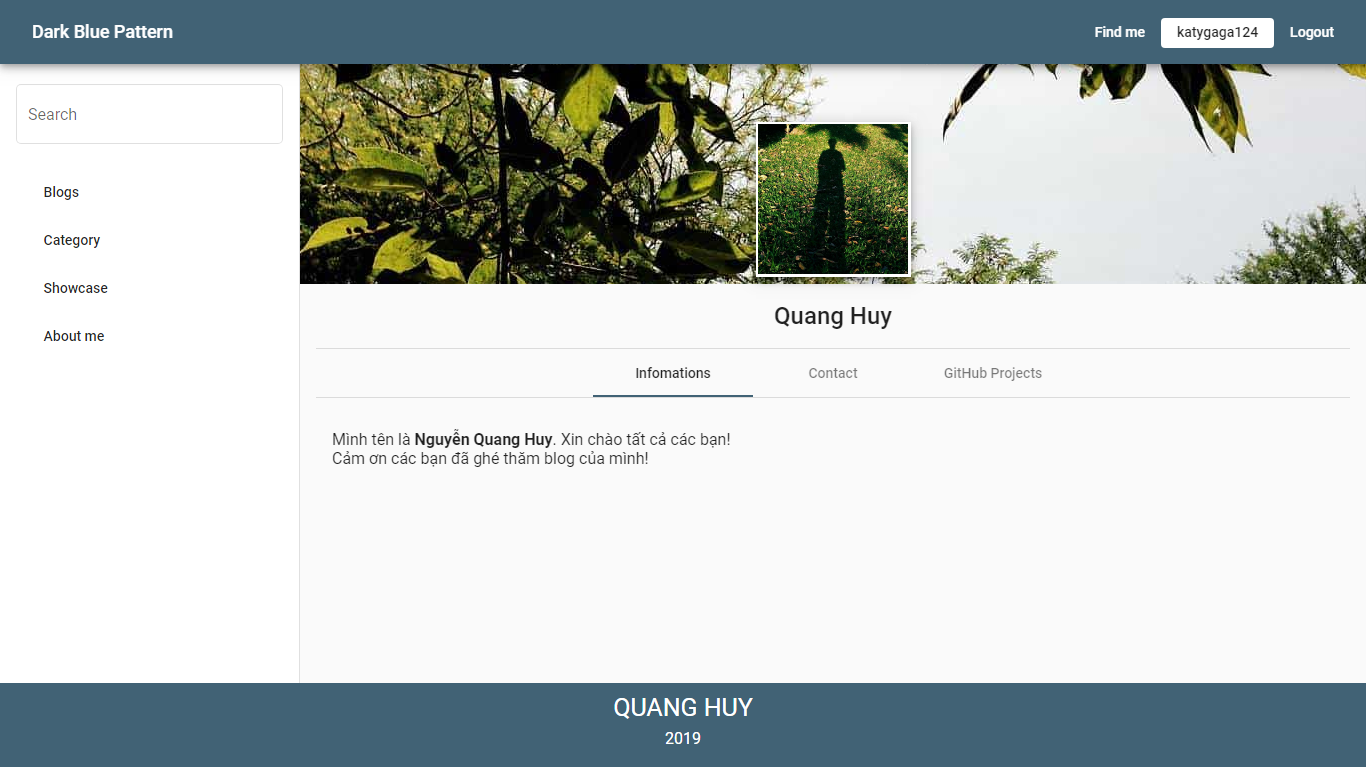 Dark Blue Pattern
Find me
katygaga124
Logout
Search
Blogs
Category
Showcase
About me
Quang Huy
Infomations
Contact
GitHub Projects
Mình tên là Nguyễn Quang Huy. Xin chào tất cả các bạn!
Cảm ơn các bạn đã ghé thăm blog của mình!
QUANG HUY
2019